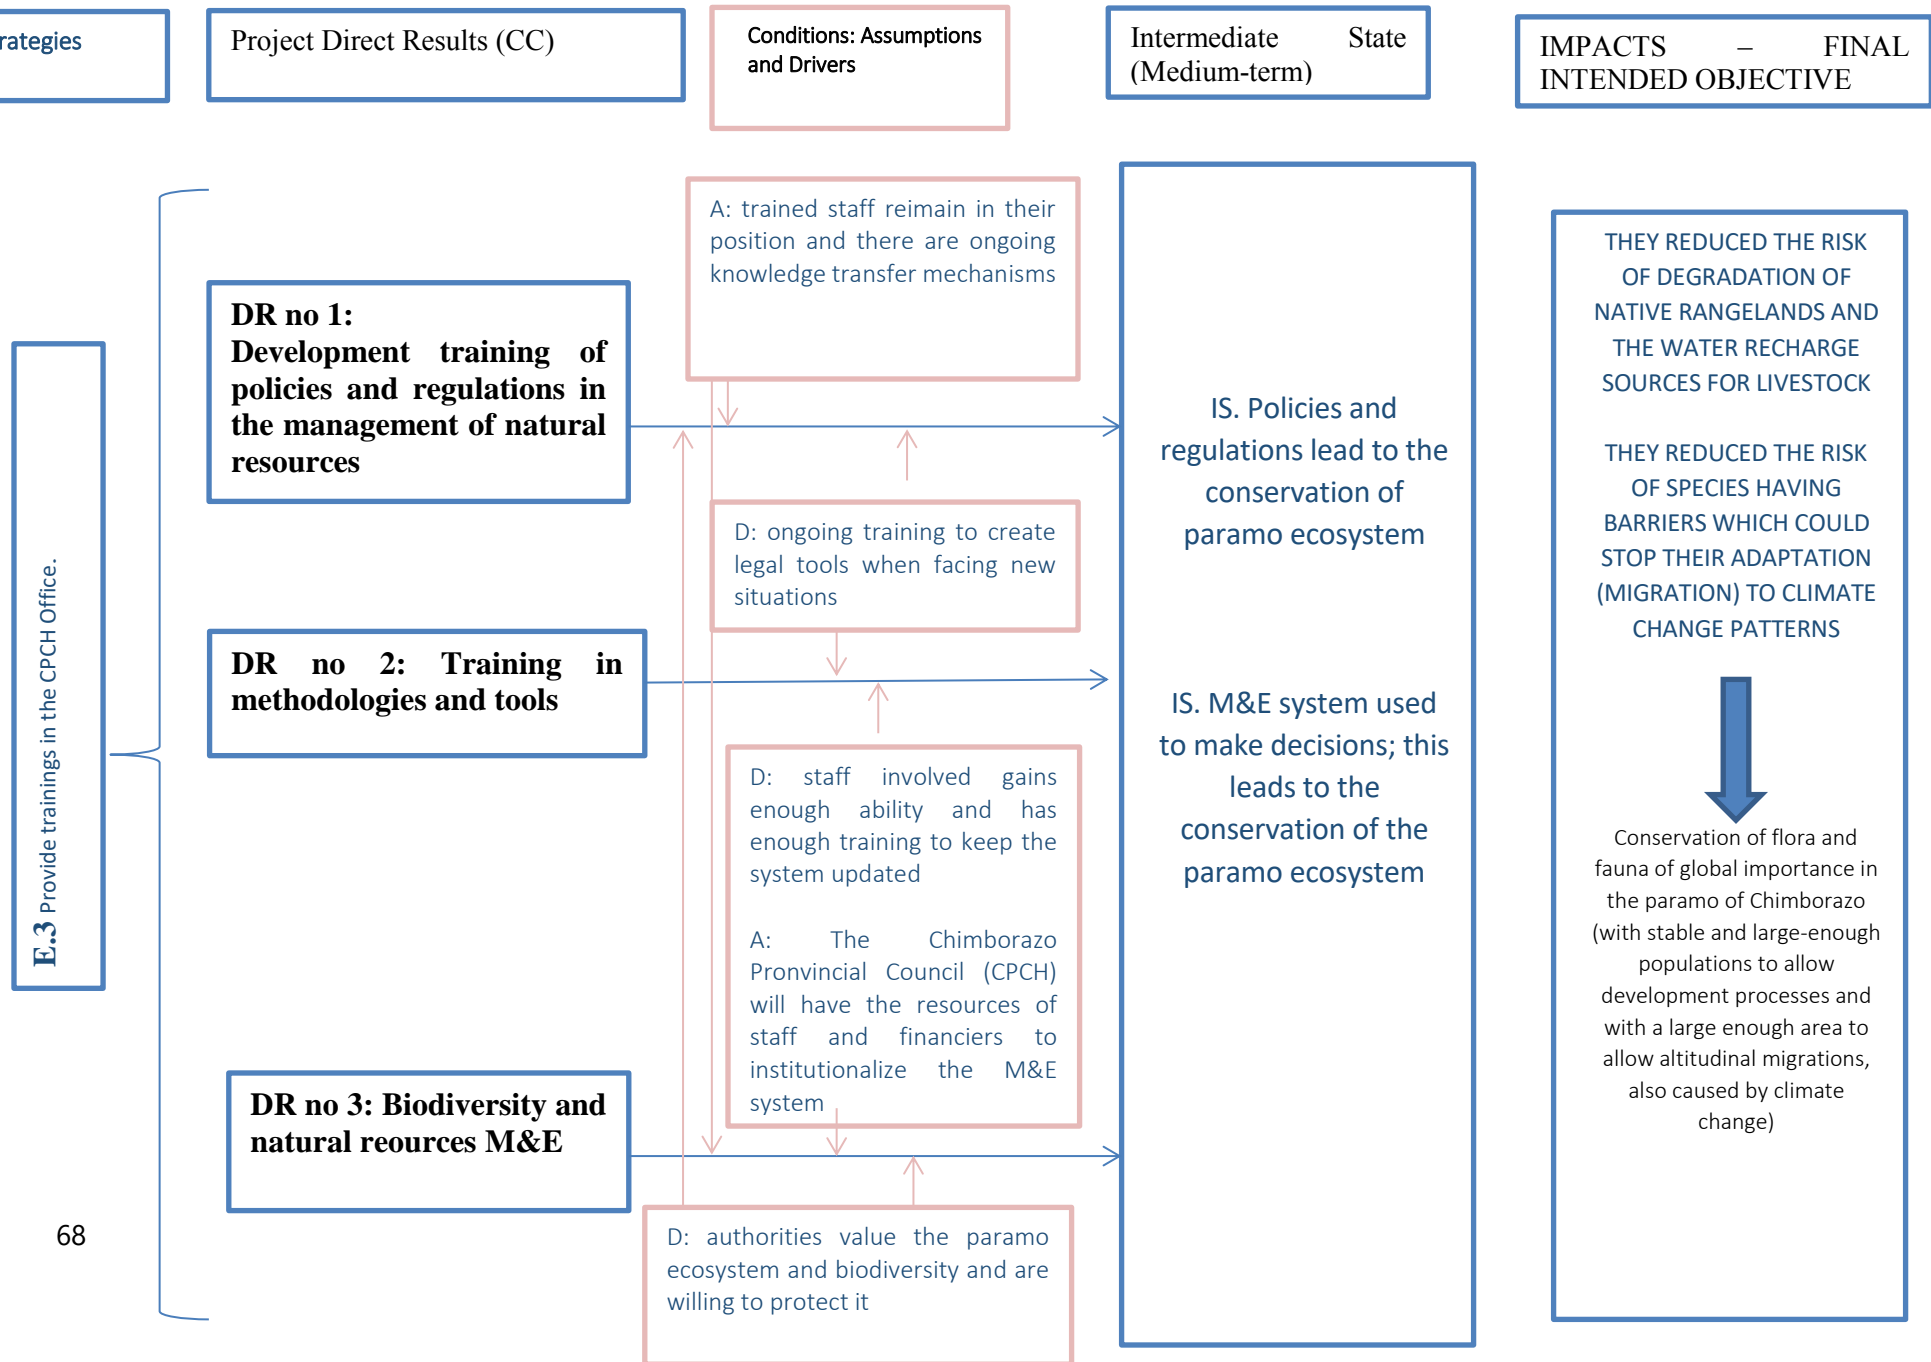 rategies
Project Direct Results (CC)
Conditions: Assumptions
and Drivers
Intermediate State
(Medium-term)
IMPACTS – FINAL
INTENDED OBJECTIVE
E.3 Provide trainings in the CPCH Office.
DR no 1:
Development training of
policies and regulations in
the management of natural
resources
DR no 2: Training in
methodologies and tools
DR no 3: Biodiversity and
natural reources M&E
A: trained staff reimain in their
position and there are ongoing
knowledge transfer mechanisms
D: ongoing training to create
legal tools when facing new
situations
D: staff involved gains
enough ability and has
enough training to keep the
system updated
A: The Chimborazo
Pronvincial Council (CPCH)
will have the resources of
staff and financiers to
institutionalize the M&E
system
D: authorities value the paramo
ecosystem and biodiversity and are
willing to protect it
IS. Policies and
regulations lead to the
conservation of
paramo ecosystem
IS. M&E system used
to make decisions; this
leads to the
conservation of the
paramo ecosystem
THEY REDUCED THE RISK
OF DEGRADATION OF
NATIVE RANGELANDS AND
THE WATER RECHARGE
SOURCES FOR LIVESTOCK
THEY REDUCED THE RISK
OF SPECIES HAVING
BARRIERS WHICH COULD
STOP THEIR ADAPTATION
(MIGRATION) TO CLIMATE
CHANGE PATTERNS
Conservation of flora and
fauna of global importance in
the paramo of Chimborazo
(with stable and large-enough
populations to allow
development processes and
with a large enough area to
allow altitudinal migrations,
also caused by climate
change)
68